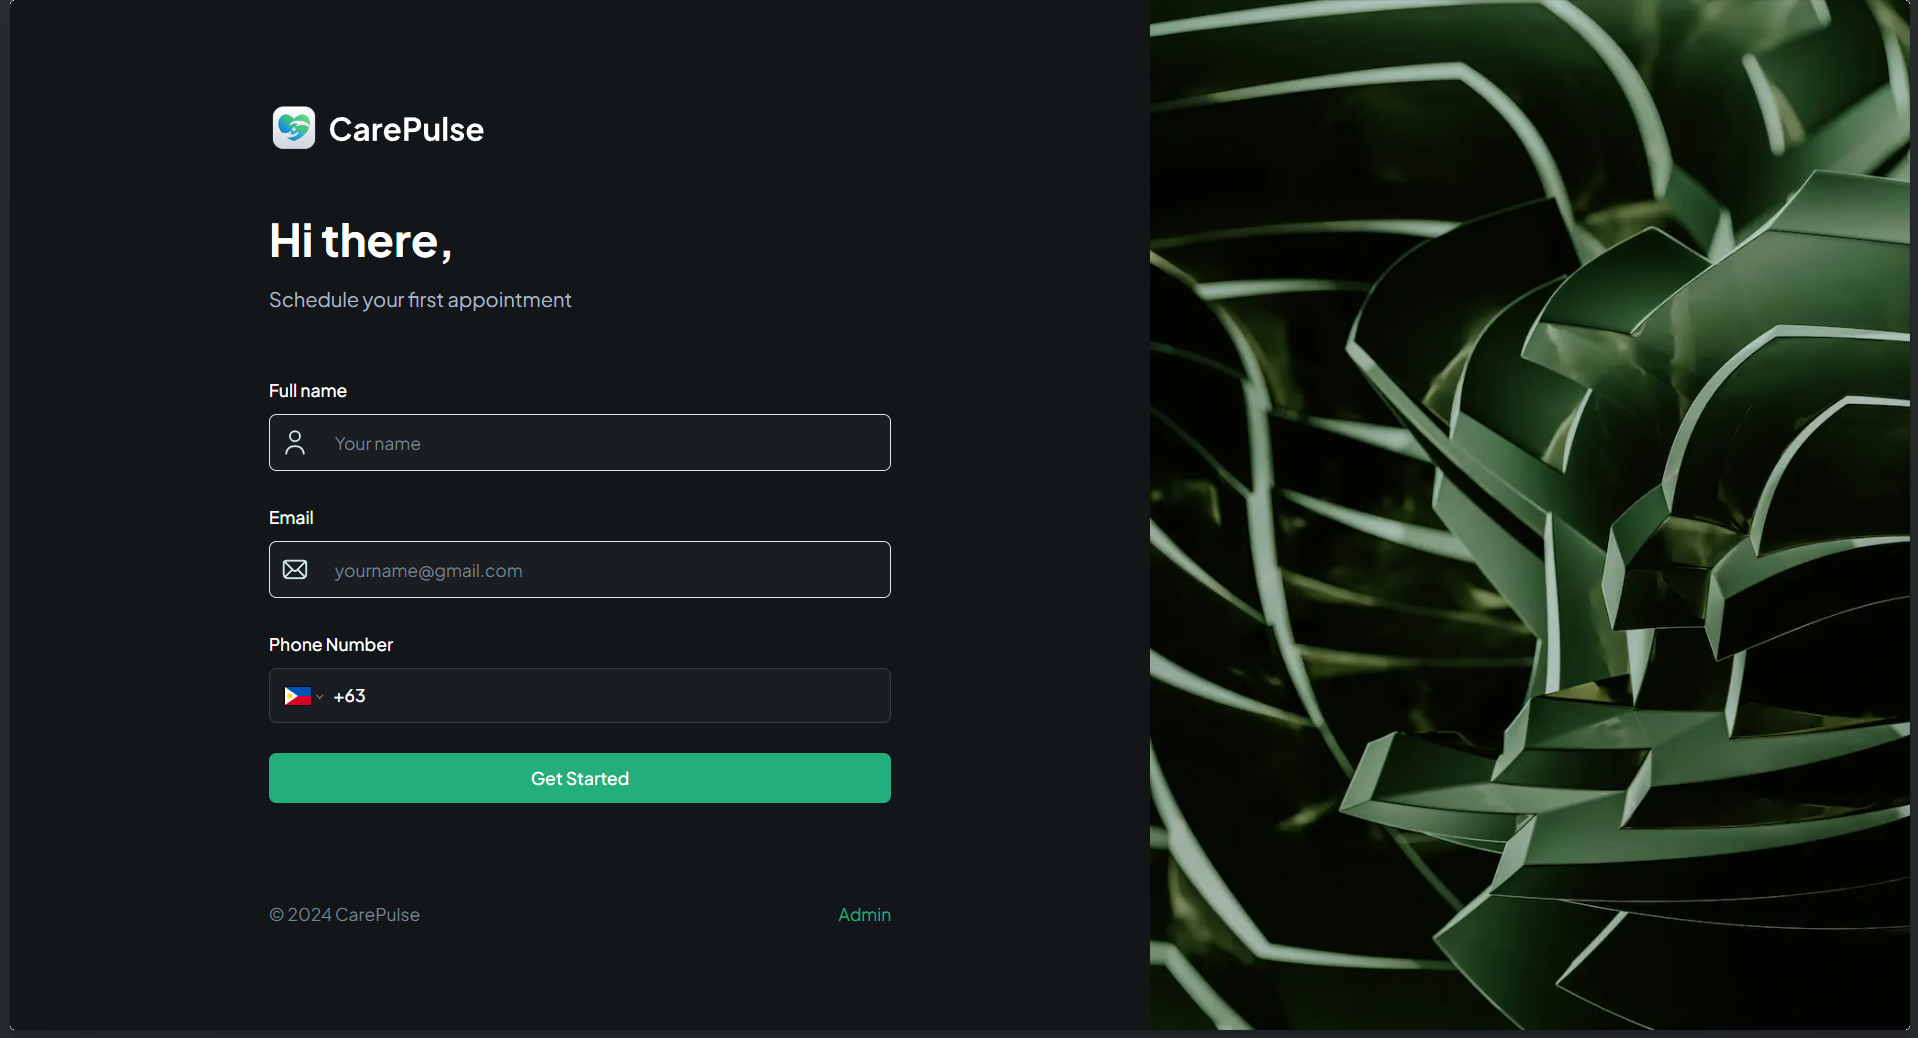 CarePulse
Hi there,
Schedule your first appointment
Full name
Your name
Email
yourname@gmail.com
Phone Number
+63
Get Started
© 2024 CarePulse
Admin